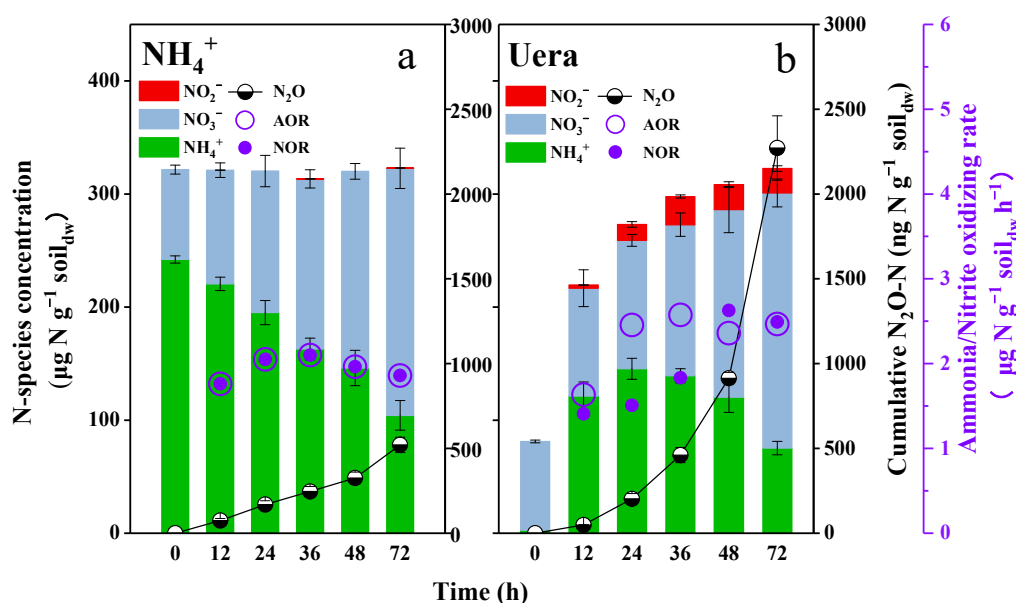 NH₄⁺ a
NO₂⁻ N₂O
NO₃⁻ AOR
NH₄⁺ NOR
Uera b
NO₂⁻ N₂O
NO₃⁻ AOR
NH₄⁺ NOR
N-species concentration
(μg N g⁻¹ soil_dw)
400
300
200
100
0
3000
2500
2000
1500
1000
500
0
3000
2500
2000
1500
1000
500
0
Cumulative N₂O-N (ng N g⁻¹ soil_dw)
6
5
4
3
2
1
0
Ammonia/Nitrite oxidizing rate
( μg N g⁻¹ soil_dw h⁻¹)
0 12 24 36 48 72
0 12 24 36 48 72
Time (h)